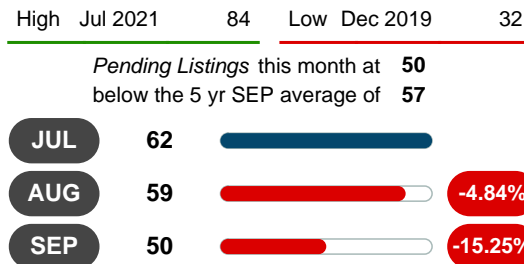 High Jul 2021 84 Low Dec 2019 32
Pending Listings this month at 50
below the 5 yr SEP average of 57
JUL 62
AUG 59 -4.84%
SEP 50 -15.25%